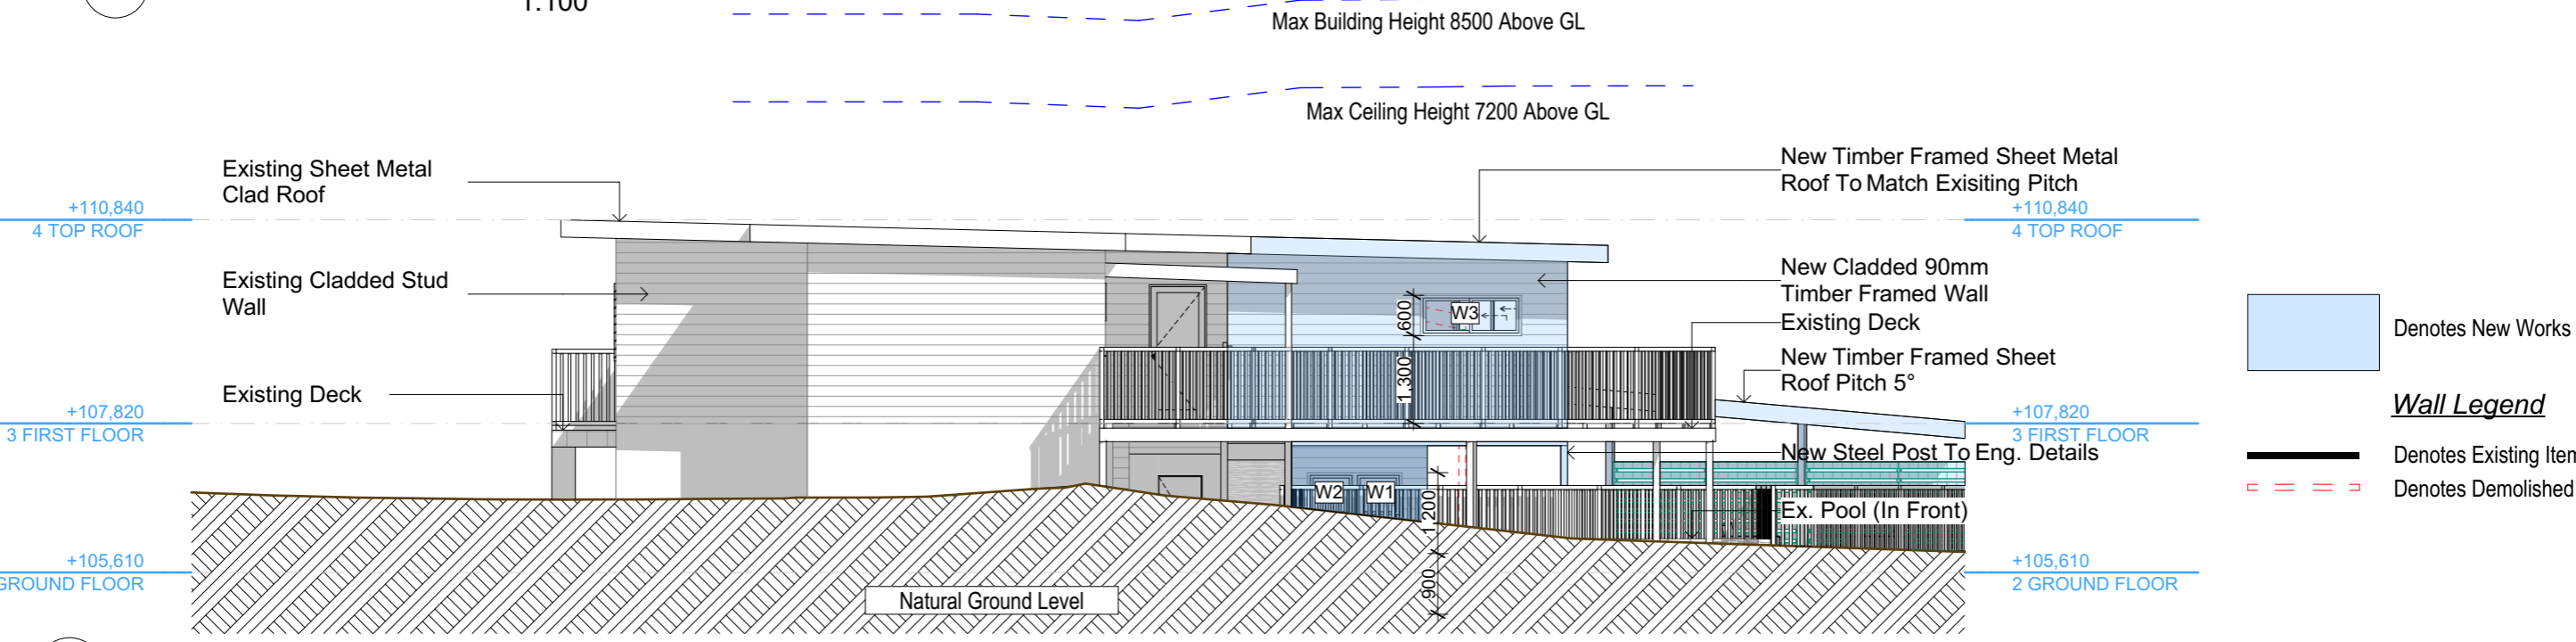 1:100
Max Building Height 8500 Above GL
Max Ceiling Height 7200 Above GL
Existing Sheet Metal
Clad Roof
+110,840
4 TOP ROOF
Existing Cladded Stud
Wall
Existing Deck
+107,820
3 FIRST FLOOR
+105,610
GROUND FLOOR
New Timber Framed Sheet Metal
Roof To Match Exisiting Pitch
+110,840
4 TOP ROOF
New Cladded 90mm
Timber Framed Wall
Existing Deck
New Timber Framed Sheet
Roof Pitch 5°
+107,820
3 FIRST FLOOR
New Steel Post To Eng. Details
Ex. Pool (In Front)
+105,610
2 GROUND FLOOR
600
W3
1,300
W2
W1
1,200
900
Natural Ground Level
Denotes New Works
Wall Legend
Denotes Existing Item
Denotes Demolished